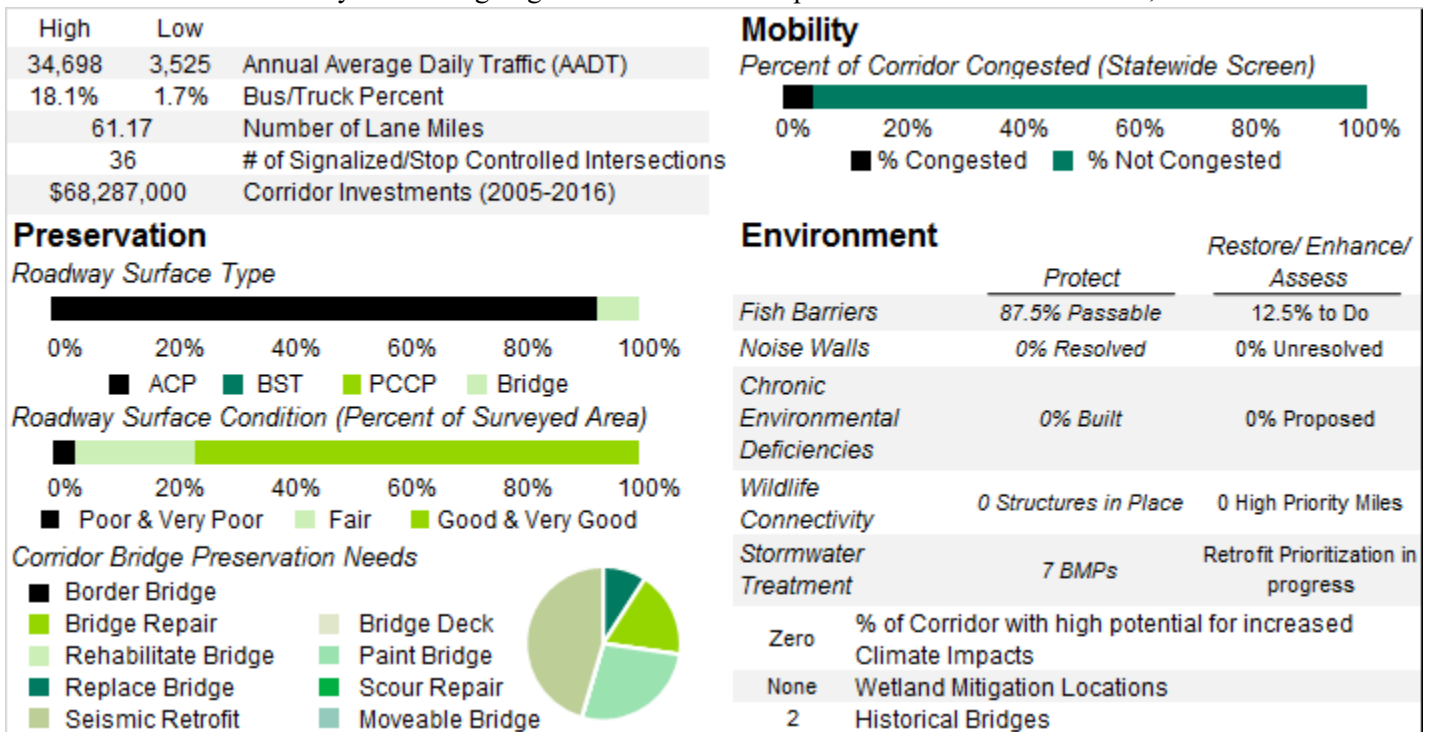 High Low
34,698 3,525 Annual Average Daily Traffic (AADT)
18.1% 1.7% Bus/Truck Percent
61.17 Number of Lane Miles
36 # of Signalized/Stop Controlled Intersections
$68,287,000 Corridor Investments (2005-2016)
Mobility
Percent of Corridor Congested (Statewide Screen)
0% 20% 40% 60% 80% 100%
% Congested % Not Congested
Preservation
Roadway Surface Type
0% 20% 40% 60% 80% 100%
ACP BST PCCP Bridge
Roadway Surface Condition (Percent of Surveyed Area)
0% 20% 40% 60% 80% 100%
Poor & Very Poor Fair Good & Very Good
Corridor Bridge Preservation Needs
Border Bridge
Bridge Repair Bridge Deck
Rehabilitate Bridge Paint Bridge
Replace Bridge Scour Repair
Seismic Retrofit Moveable Bridge
Environment
Protect
Restore/ Enhance/
Assess
Fish Barriers 87.5% Passable 12.5% to Do
Noise Walls 0% Resolved 0% Unresolved
Chronic
Environmental 0% Built 0% Proposed
Deficiencies
Wildlife
Connectivity
0 Structures in Place 0 High Priority Miles
Stormwater
Treatment
7 BMPs
Retrofit Prioritization in
progress
Zero
% of Corridor with high potential for increased
Climate Impacts
None Wetland Mitigation Locations
2 Historical Bridges